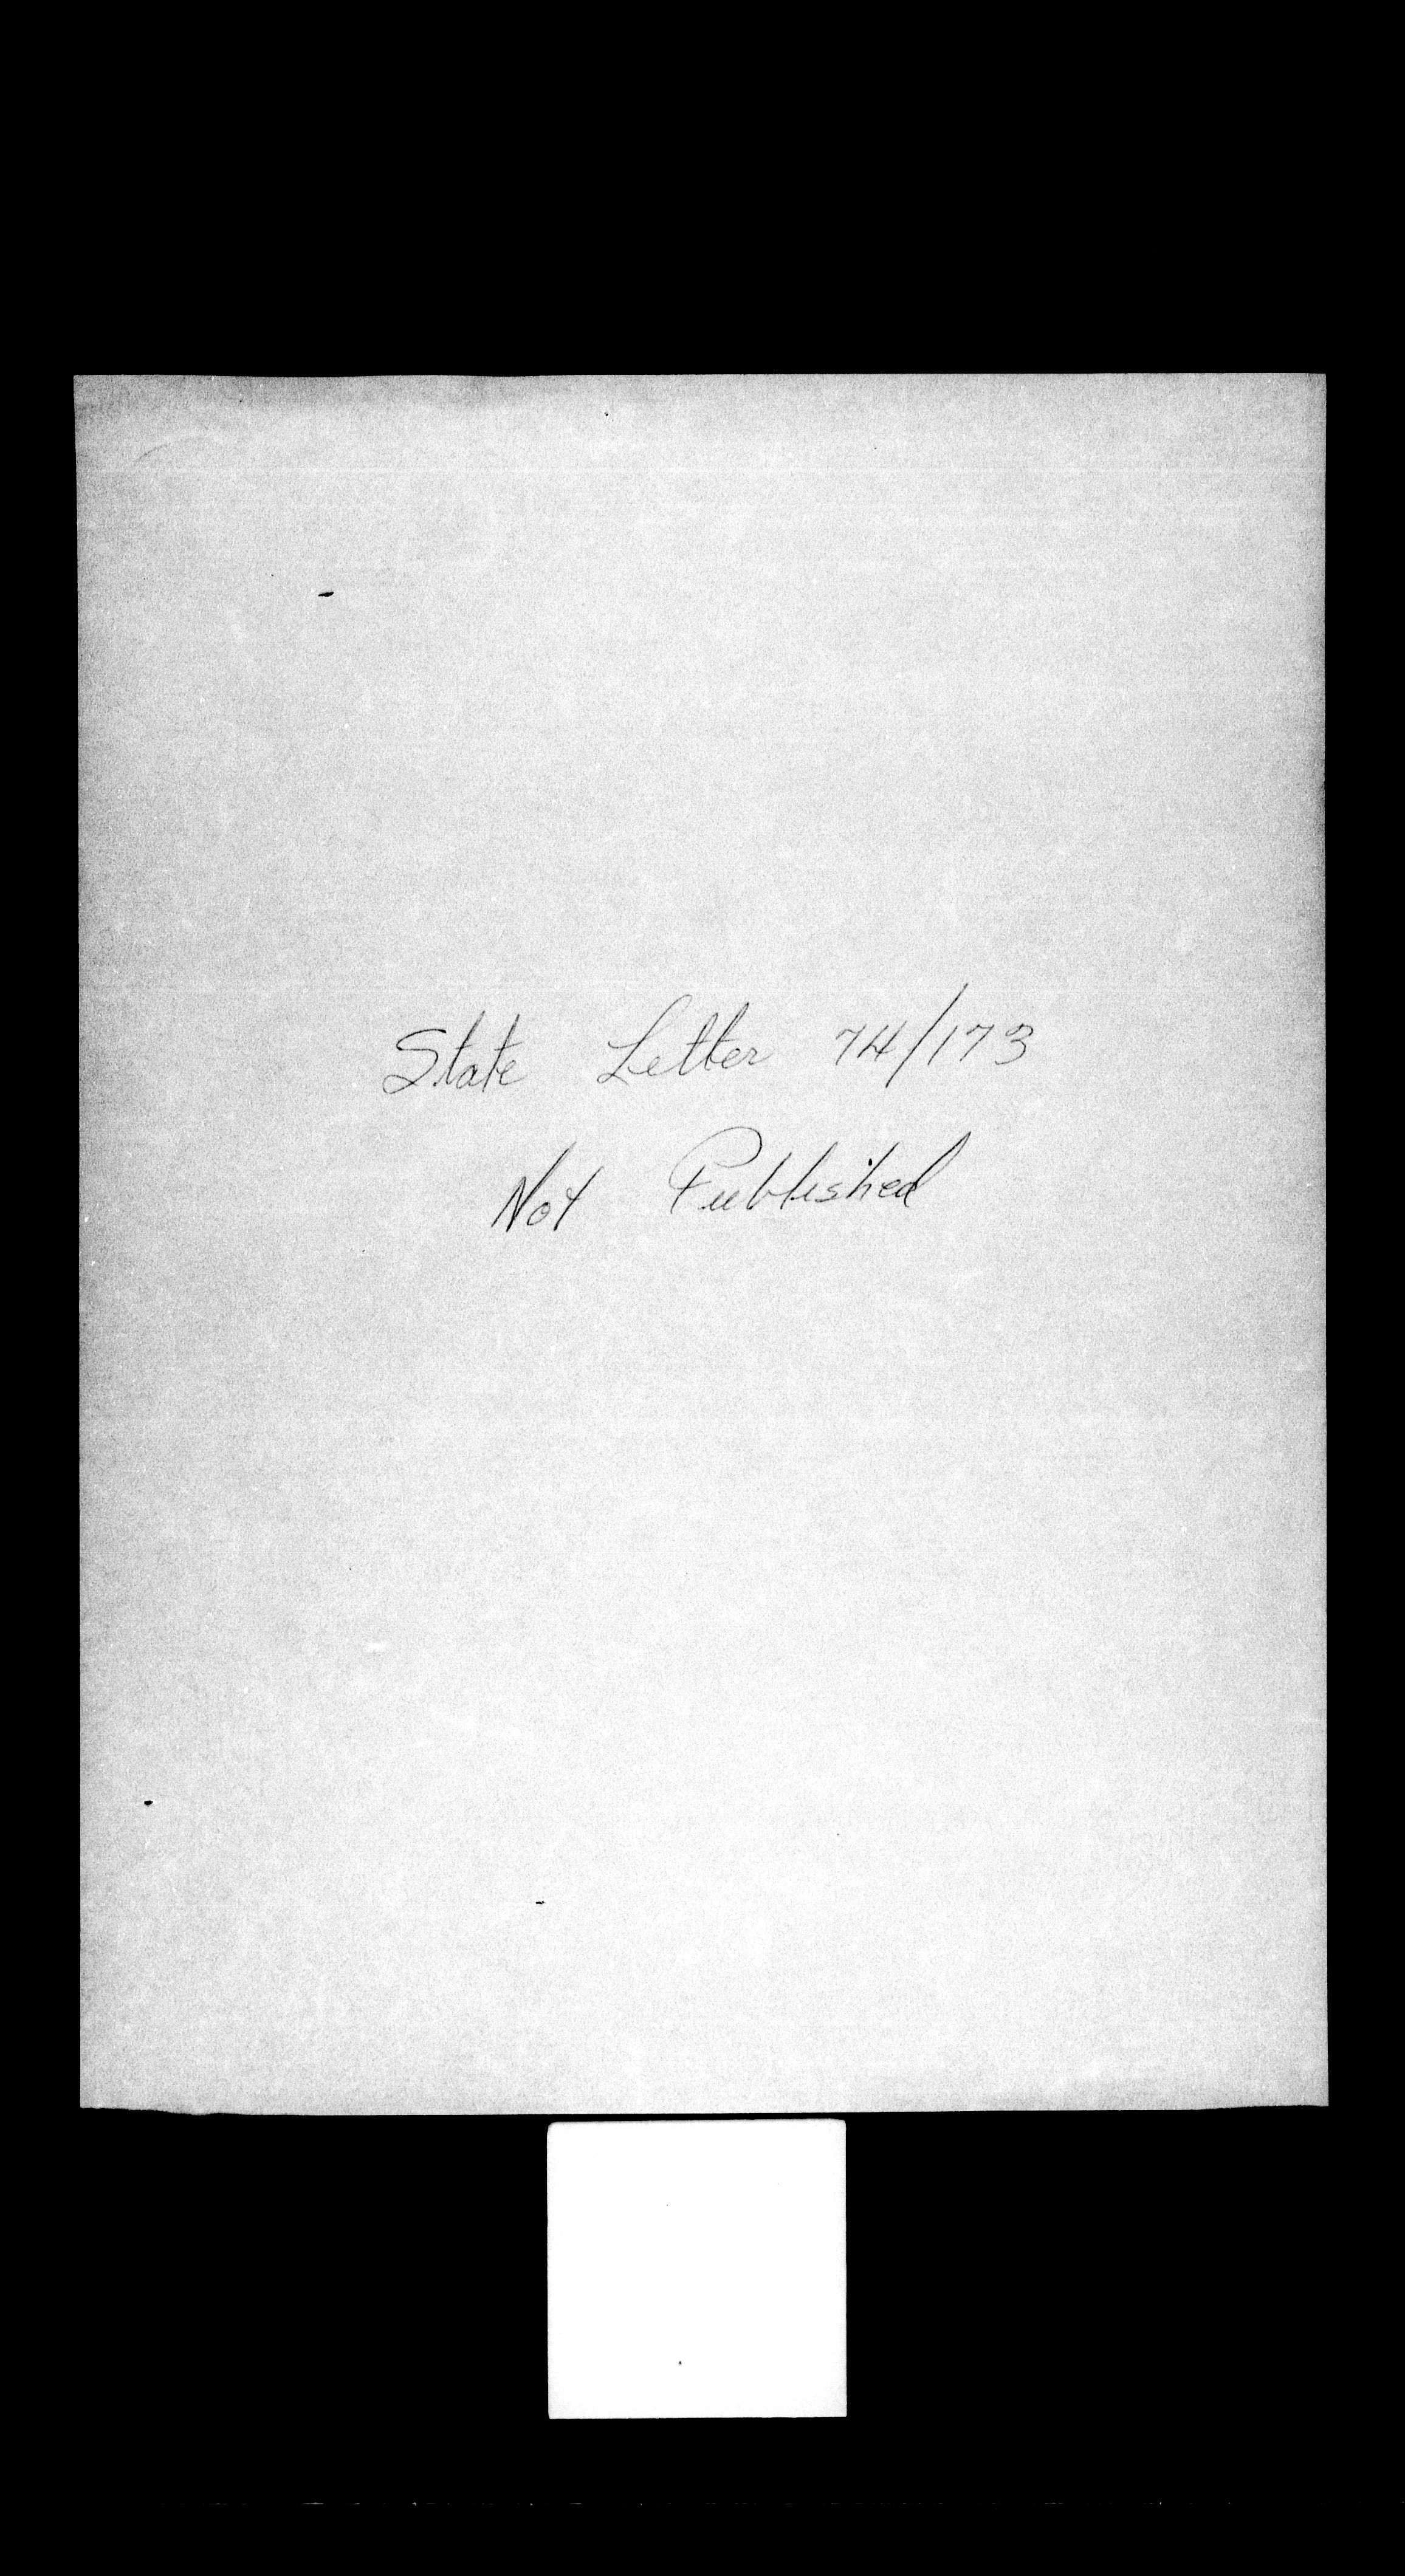 State Letter 74/173
Not Published